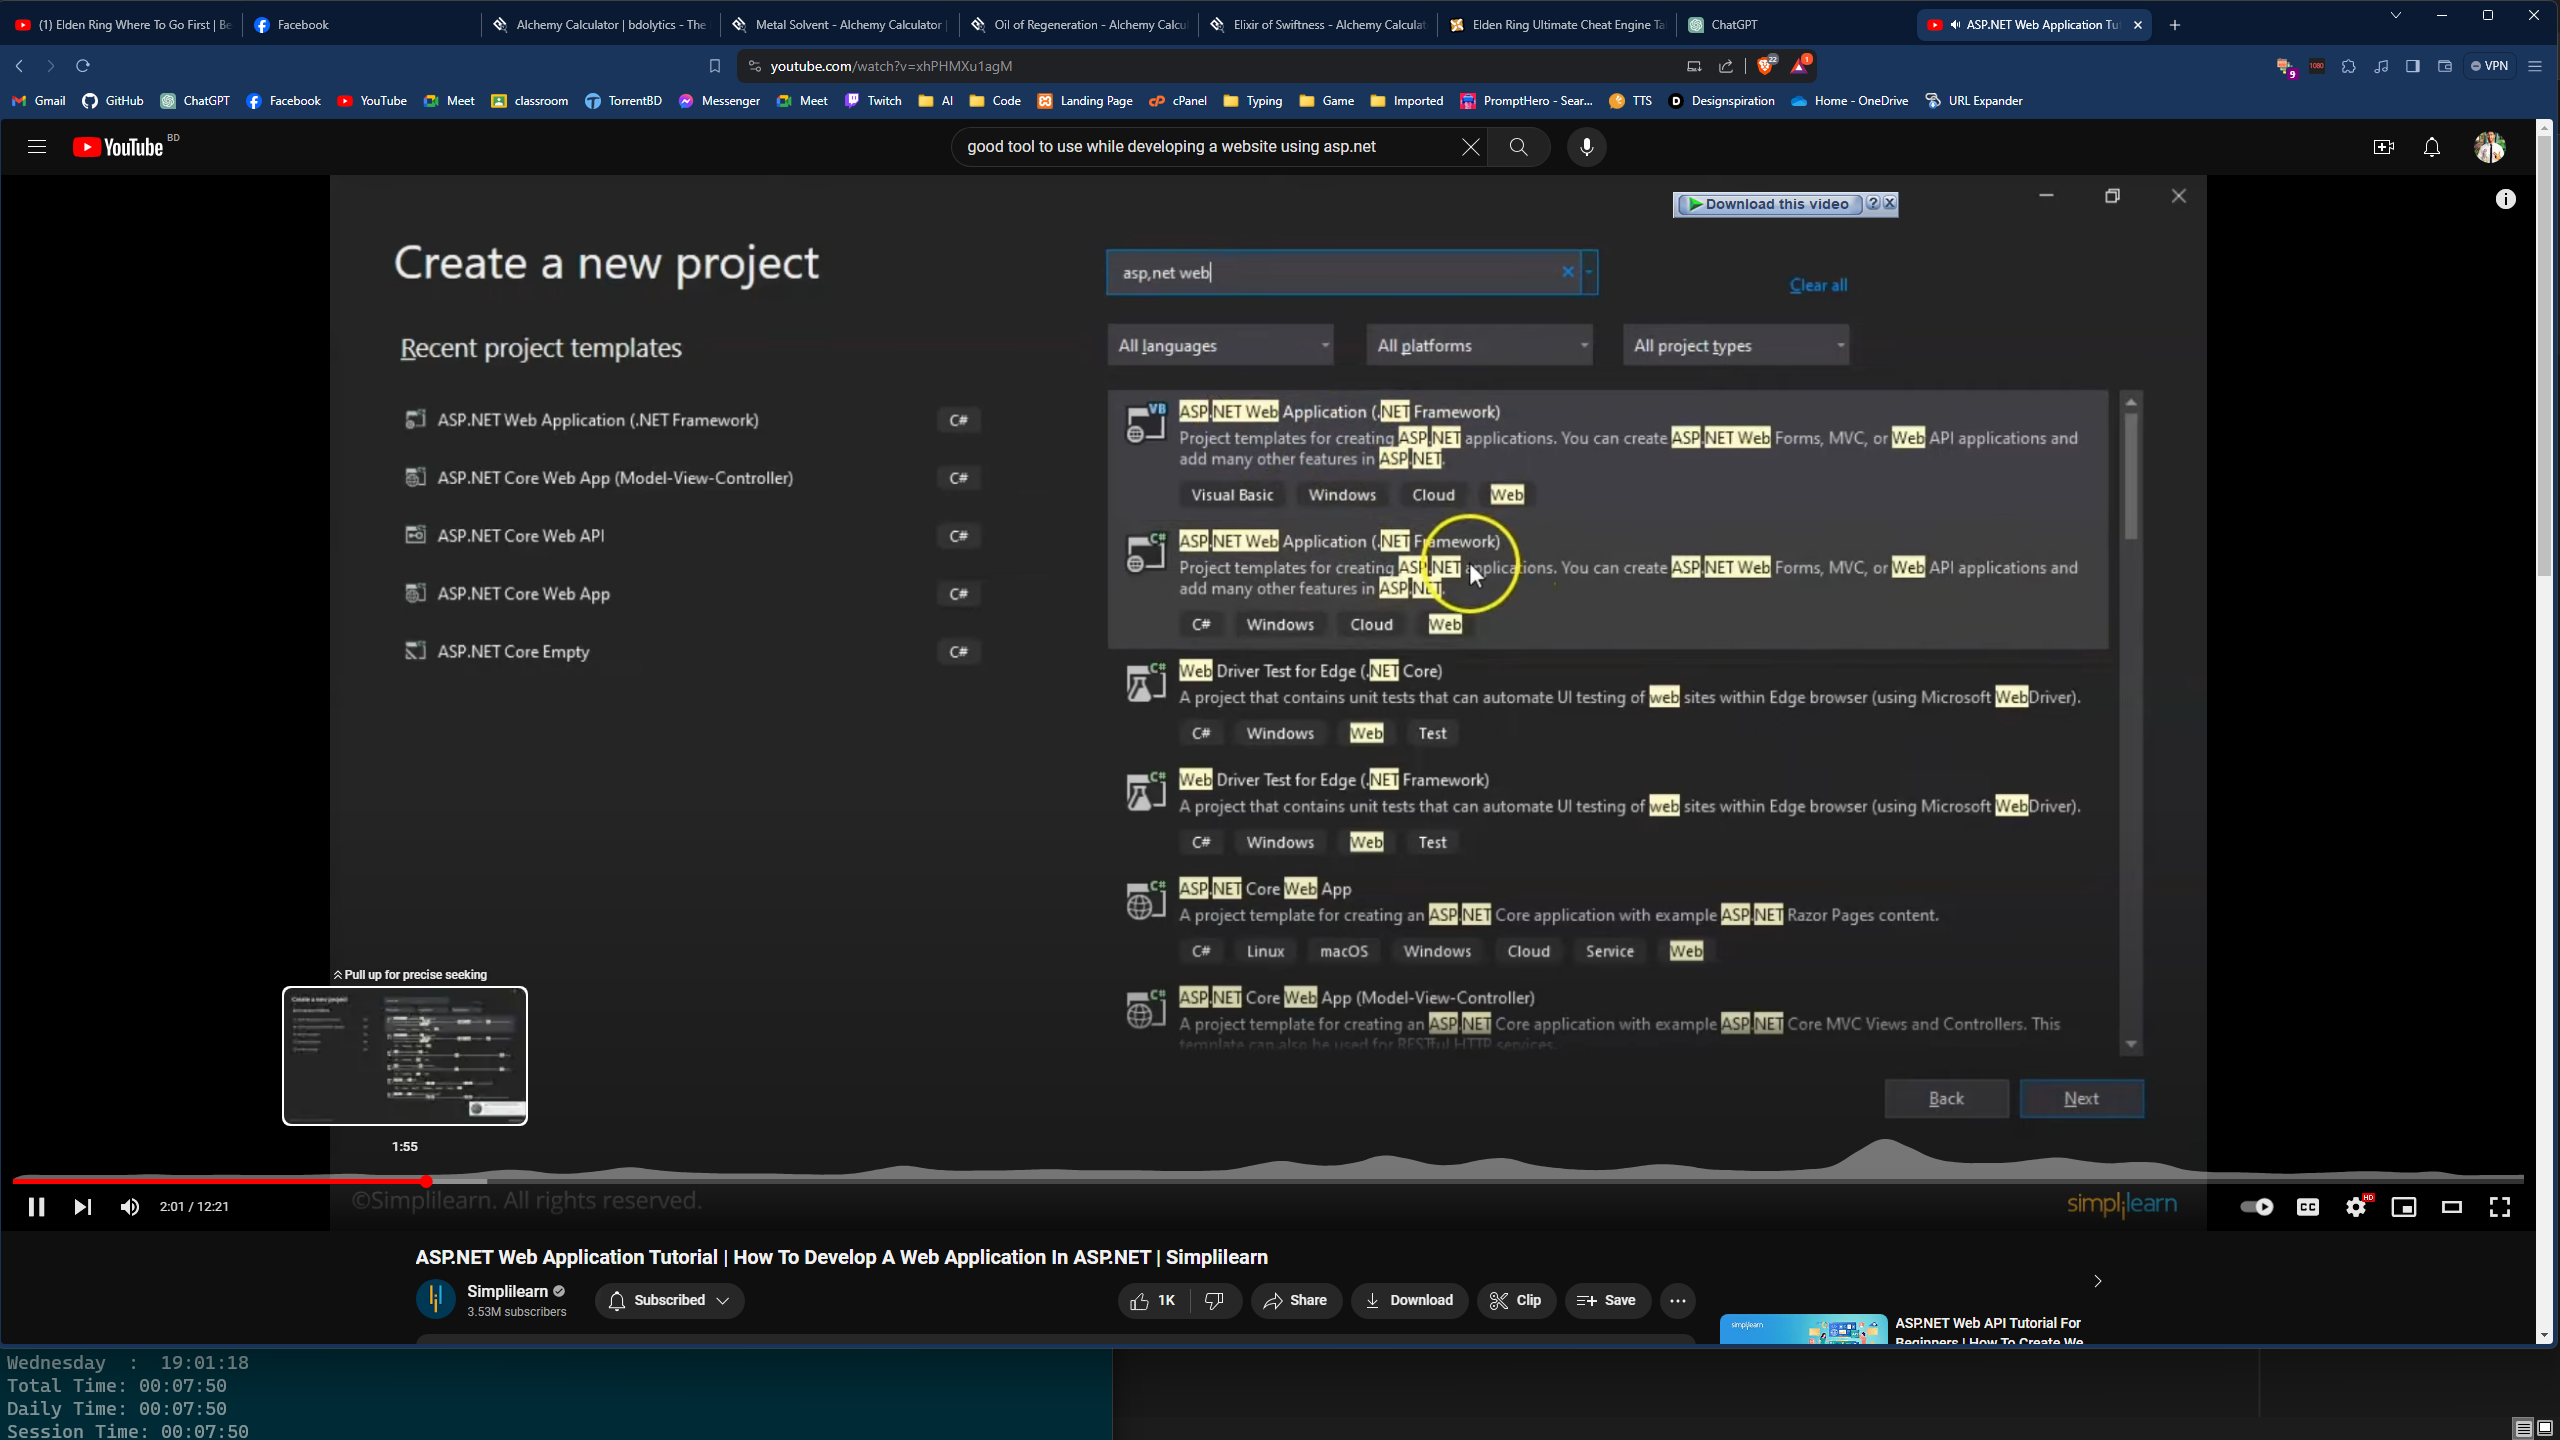 (1) Elden Ring Where To Go First | Be
Facebook
Alchemy Calculator | bdolytics - The
Metal Solvent - Alchemy Calculator
Oil of Regeneration - Alchemy Calcu
Elixir of Swiftness - Alchemy Calculat
Elden Ring Ultimate Cheat Engine Ta
ChatGPT
ASP.NET Web Application Tut
youtube.com/watch?v=xhPHMXu1agM
22
1
9
1080
VPN
Gmail
GitHub
ChatGPT
Facebook
YouTube
Meet
classroom
TorrentBD
Messenger
Meet
Twitch
AI
Code
Landing Page
cPanel
Typing
Game
Imported
PromptHero - Sear...
TTS
Designspiration
Home - OneDrive
URL Expander
YouTube BD
good tool to use while developing a website using asp.net
Download this video
Create a new project
asp,net web
Clear all
Recent project templates
All languages
All platforms
All project types
ASP.NET Web Application (.NET Framework) C#
ASP.NET Core Web App (Model-View-Controller) C#
ASP.NET Core Web API C#
ASP.NET Core Web App C#
ASP.NET Core Empty C#
VB
ASP.NET Web Application (.NET Framework)
Project templates for creating ASP.NET applications. You can create ASP.NET Web Forms, MVC, or Web API applications and
add many other features in ASP.NET.
Visual Basic Windows Cloud Web
C#
ASP.NET Web Application (.NET Framework)
Project templates for creating ASP.NET applications. You can create ASP.NET Web Forms, MVC, or Web API applications and
add many other features in ASP.NET.
C# Windows Cloud Web
C#
Web Driver Test for Edge (.NET Core)
A project that contains unit tests that can automate UI testing of web sites within Edge browser (using Microsoft WebDriver).
C# Windows Web Test
C#
Web Driver Test for Edge (.NET Framework)
A project that contains unit tests that can automate UI testing of web sites within Edge browser (using Microsoft WebDriver).
C# Windows Web Test
C#
ASP.NET Core Web App
A project template for creating an ASP.NET Core application with example ASP.NET Razor Pages content.
C# Linux macOS Windows Cloud Service Web
C#
ASP.NET Core Web App (Model-View-Controller)
A project template for creating an ASP.NET Core application with example ASP.NET Core MVC Views and Controllers. This
template can also be used for RESTful HTTP services.
Back
Next
Pull up for precise seeking
1:55
2:01 / 12:21
©Simplilearn. All rights reserved.
simplilearn
CC
HD
ASP.NET Web Application Tutorial | How To Develop A Web Application In ASP.NET | Simplilearn
Simplilearn
3.53M subscribers
Subscribed
1K
Share
Download
Clip
Save
simplilearn
ASP.NET Web API Tutorial For
Beginners | How To Create We
Wednesday : 19:01:18
Total Time: 00:07:50
Daily Time: 00:07:50
Session Time: 00:07:50